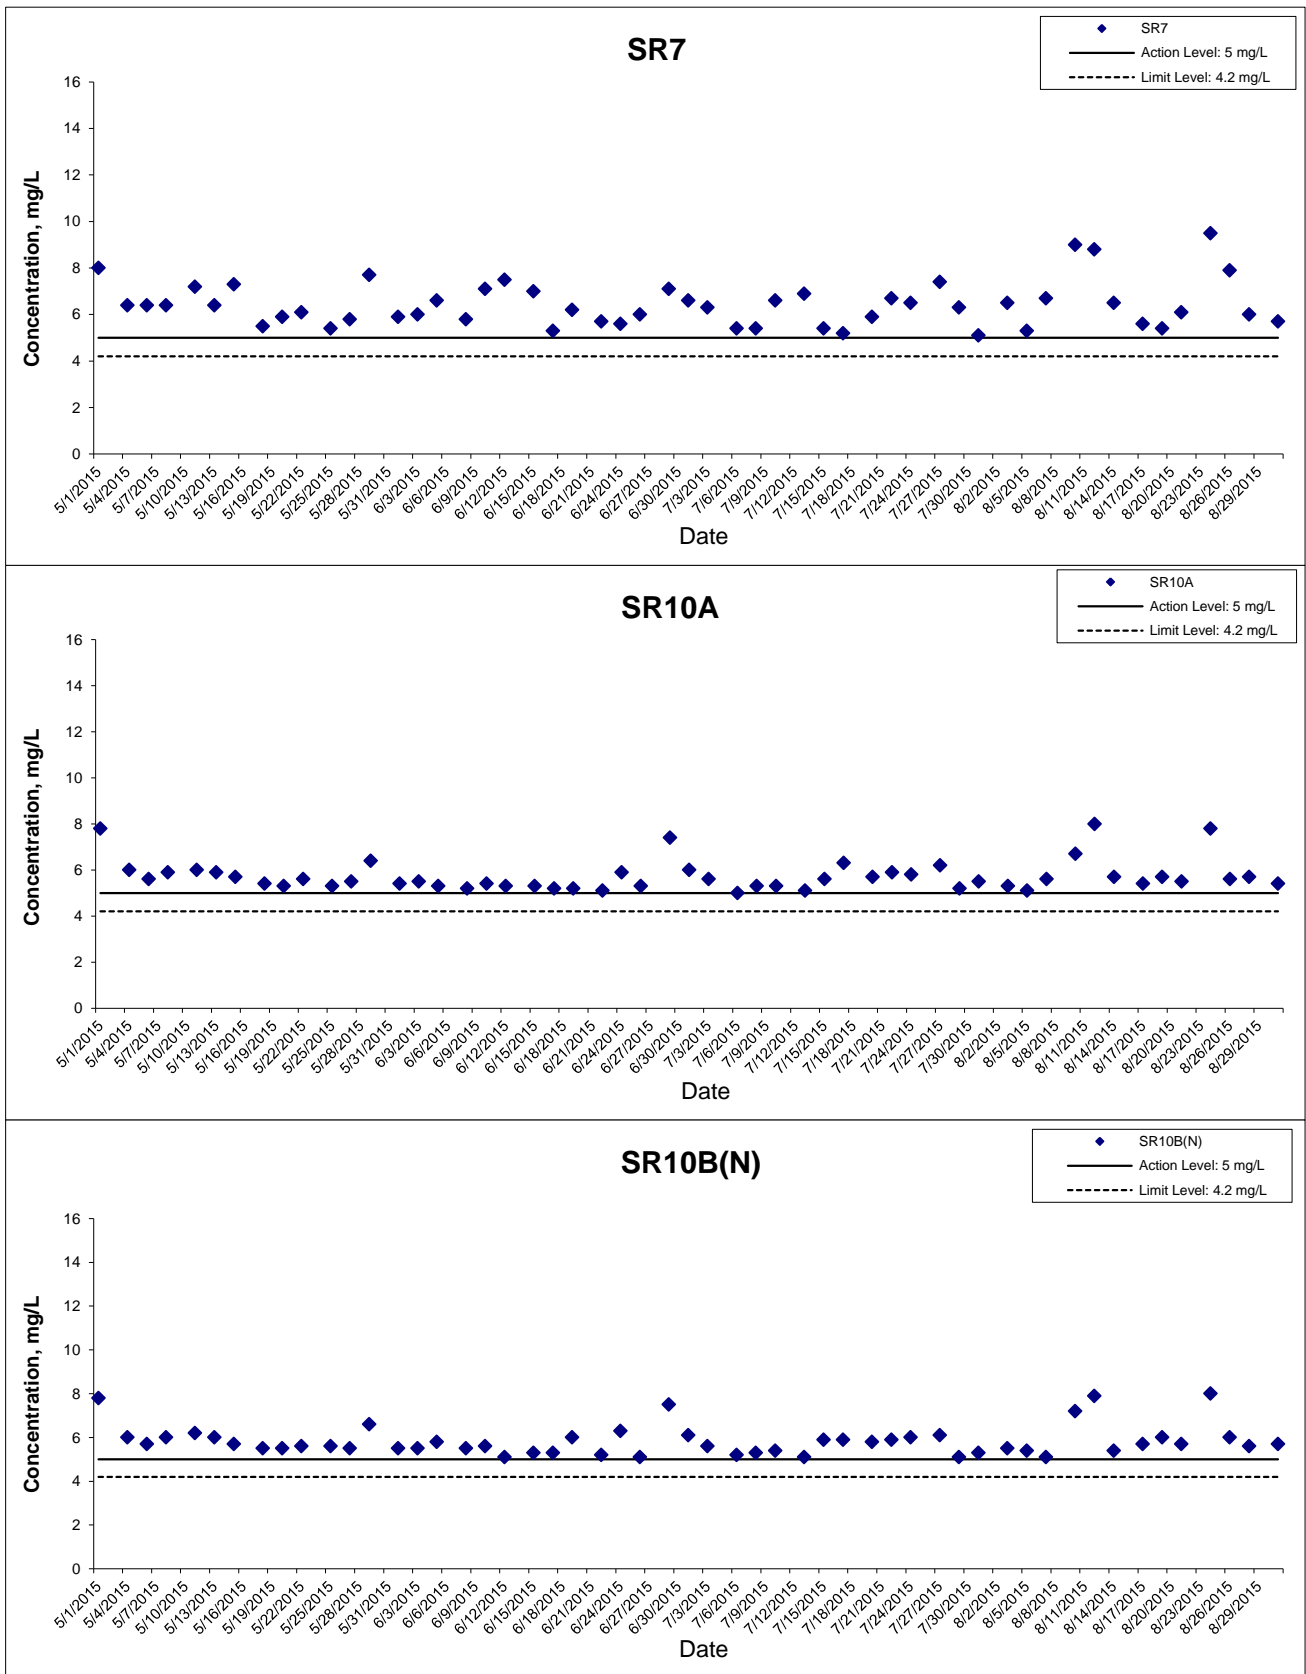 SR7
SR7
Action Level: 5 mg/L
Limit Level: 4.2 mg/L
Concentration, mg/L
16
14
12
10
8
6
4
2
0
5/1/2015 5/4/2015 5/7/2015 5/10/2015 5/13/2015 5/16/2015 5/19/2015 5/22/2015 5/25/2015 5/28/2015 5/31/2015 6/3/2015 6/6/2015 6/9/2015 6/12/2015 6/15/2015 6/18/2015 6/21/2015 6/24/2015 6/27/2015 6/30/2015 7/3/2015 7/6/2015 7/9/2015 7/12/2015 7/15/2015 7/18/2015 7/21/2015 7/24/2015 7/27/2015 7/30/2015 8/2/2015 8/5/2015 8/8/2015 8/11/2015 8/14/2015 8/17/2015 8/20/2015 8/23/2015 8/26/2015 8/29/2015
Date
SR10A
SR10A
Action Level: 5 mg/L
Limit Level: 4.2 mg/L
Concentration, mg/L
16
14
12
10
8
6
4
2
0
5/1/2015 5/4/2015 5/7/2015 5/10/2015 5/13/2015 5/16/2015 5/19/2015 5/22/2015 5/25/2015 5/28/2015 5/31/2015 6/3/2015 6/6/2015 6/9/2015 6/12/2015 6/15/2015 6/18/2015 6/21/2015 6/24/2015 6/27/2015 6/30/2015 7/3/2015 7/6/2015 7/9/2015 7/12/2015 7/15/2015 7/18/2015 7/21/2015 7/24/2015 7/27/2015 7/30/2015 8/2/2015 8/5/2015 8/8/2015 8/11/2015 8/14/2015 8/17/2015 8/20/2015 8/23/2015 8/26/2015 8/29/2015
Date
SR10B(N)
SR10B(N)
Action Level: 5 mg/L
Limit Level: 4.2 mg/L
Concentration, mg/L
16
14
12
10
8
6
4
2
0
5/1/2015 5/4/2015 5/7/2015 5/10/2015 5/13/2015 5/16/2015 5/19/2015 5/22/2015 5/25/2015 5/28/2015 5/31/2015 6/3/2015 6/6/2015 6/9/2015 6/12/2015 6/15/2015 6/18/2015 6/21/2015 6/24/2015 6/27/2015 6/30/2015 7/3/2015 7/6/2015 7/9/2015 7/12/2015 7/15/2015 7/18/2015 7/21/2015 7/24/2015 7/27/2015 7/30/2015 8/2/2015 8/5/2015 8/8/2015 8/11/2015 8/14/2015 8/17/2015 8/20/2015 8/23/2015 8/26/2015 8/29/2015
Date